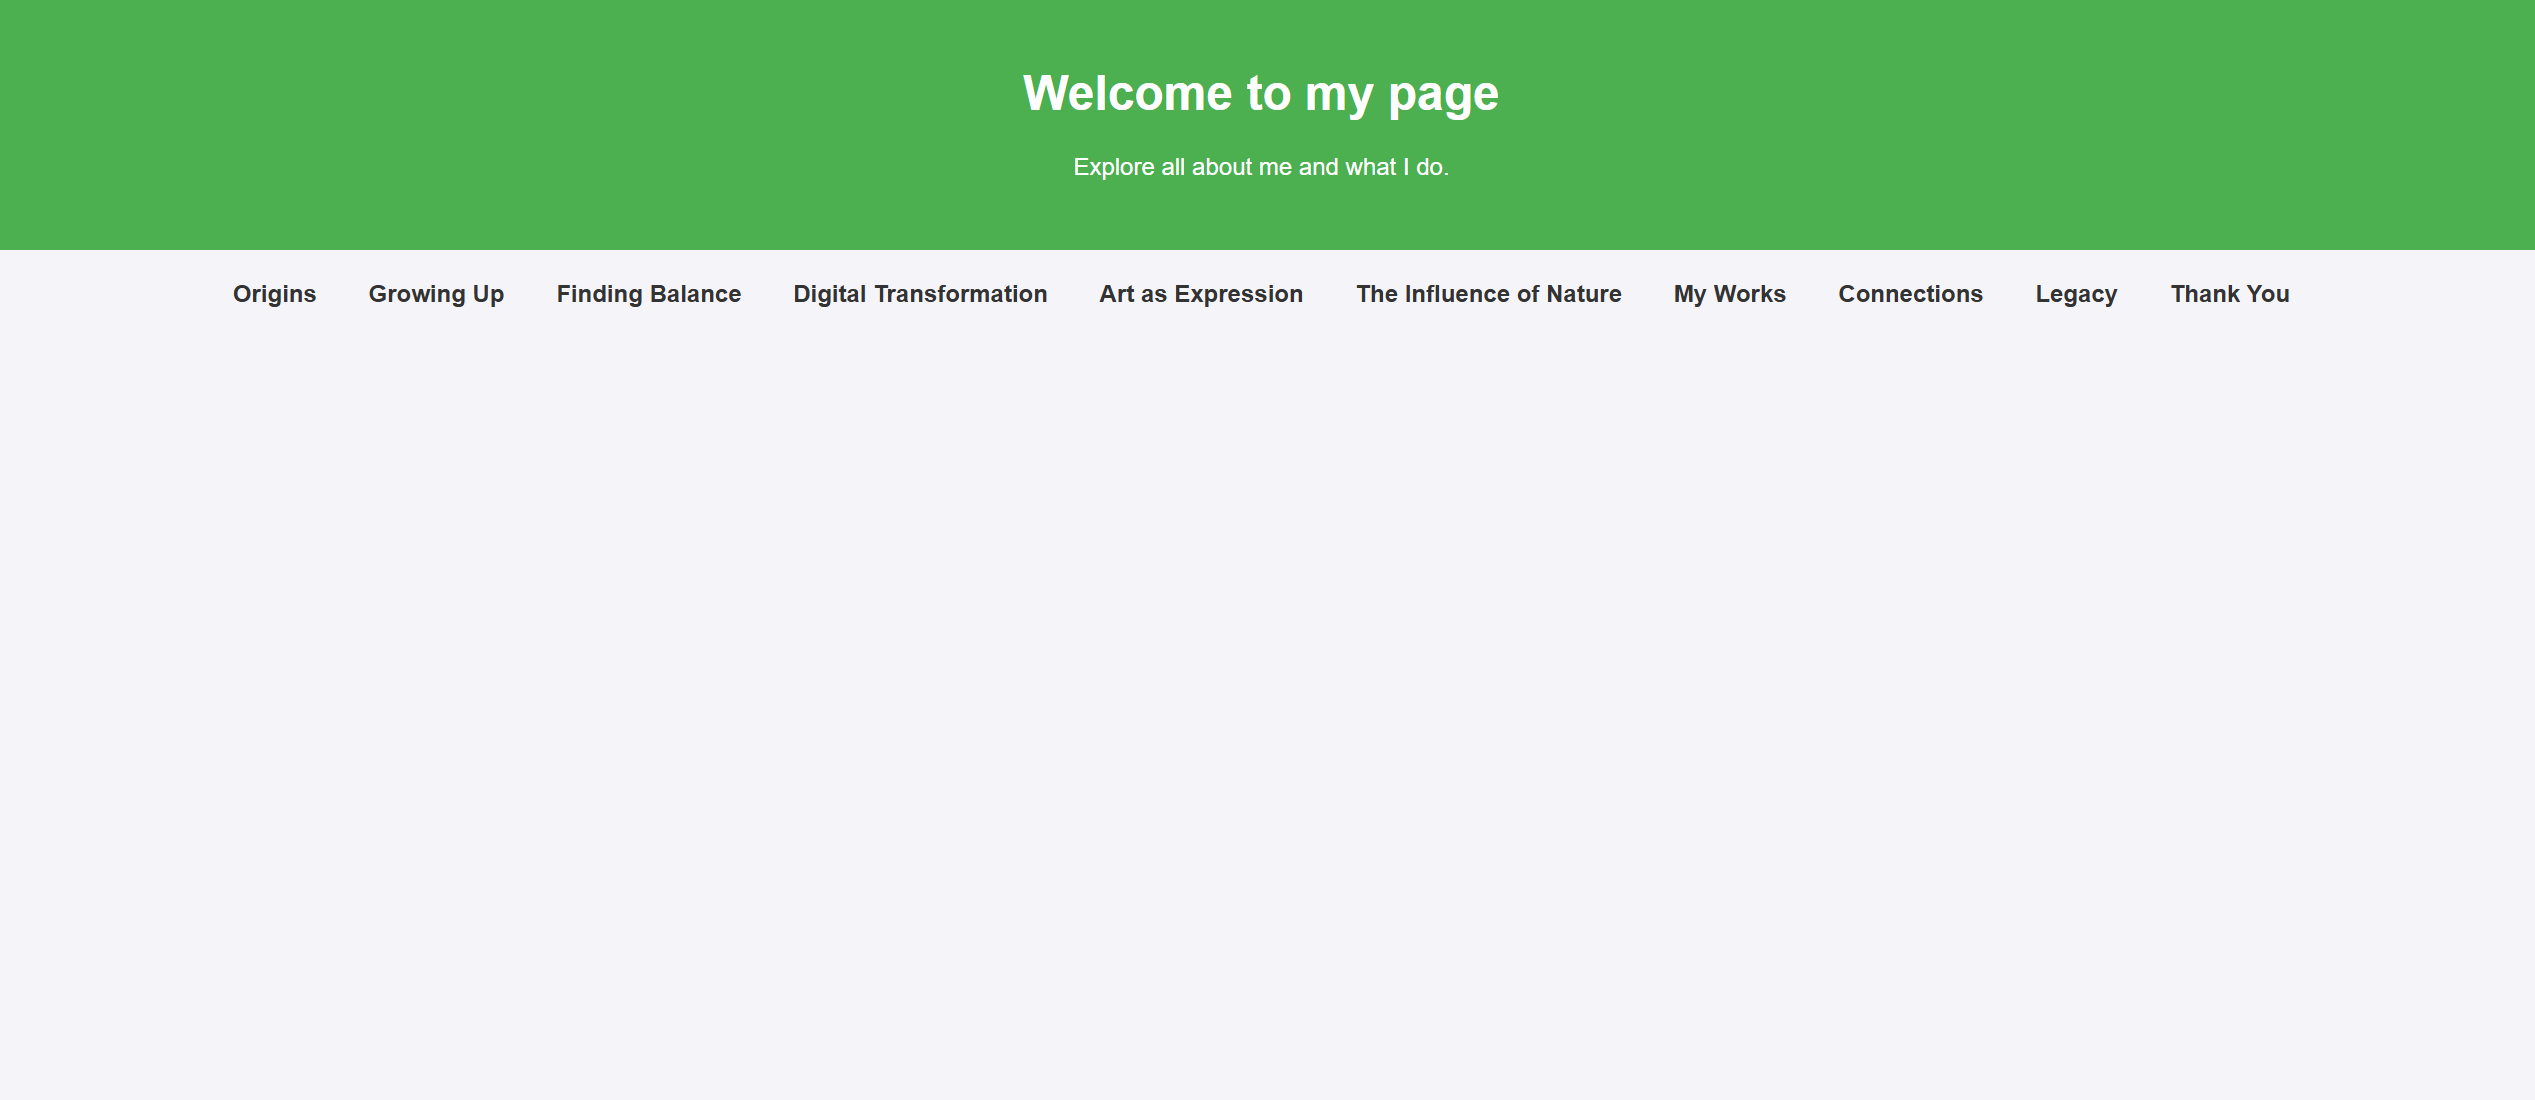 Welcome to my page
Explore all about me and what I do.
Origins Growing Up Finding Balance Digital Transformation Art as Expression The Influence of Nature My Works Connections Legacy Thank You